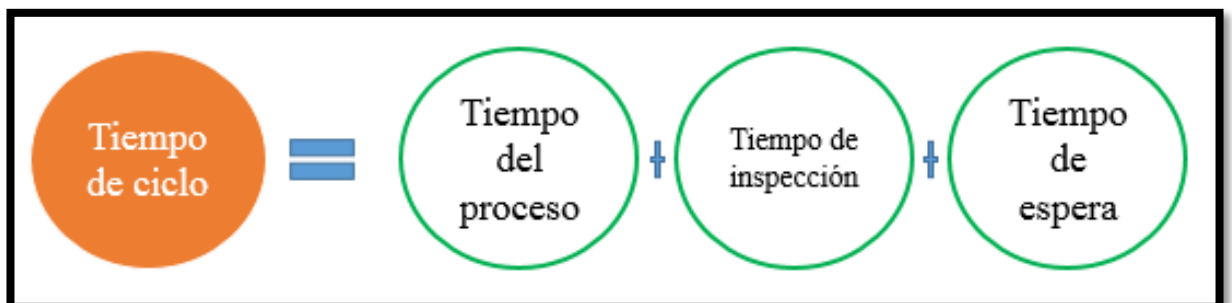 Tiempo
de ciclo
=
Tiempo
del
proceso
+
Tiempo de
inspección
+
Tiempo
de
espera